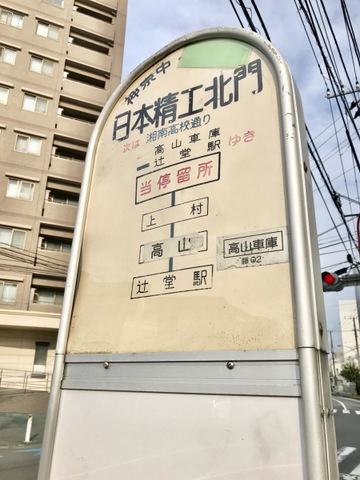 神奈中
日本精工北門
次は 湘南高校通り
高山車庫
辻堂駅
ゆき
当停留所
上村
高山
辻堂駅
高山車庫
藤02